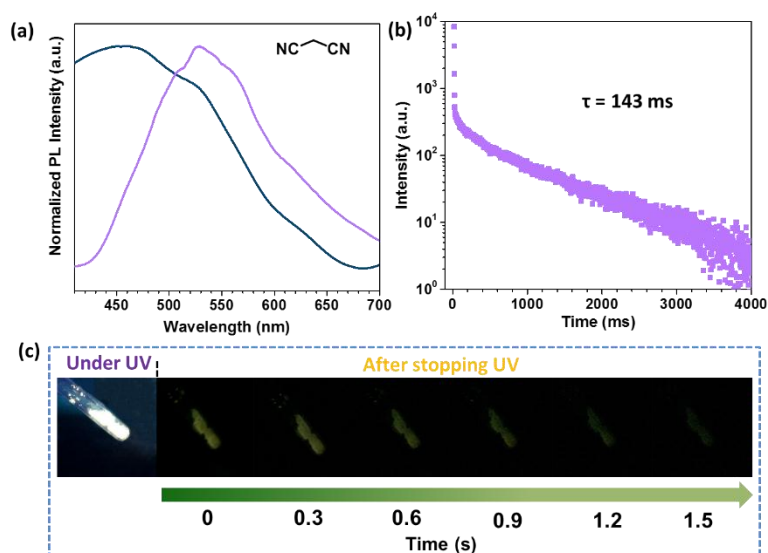 (a)
NC CN
Normalized PL Intensity (a.u.)
450 500 550 600 650 700
Wavelength (nm)
(b)
τ = 143 ms
Intensity (a.u.)
10⁴
10³
10²
10¹
10⁰
0 1000 2000 3000 4000
Time (ms)
(c)
Under UV
After stopping UV
0 0.3 0.6 0.9 1.2 1.5
Time (s)